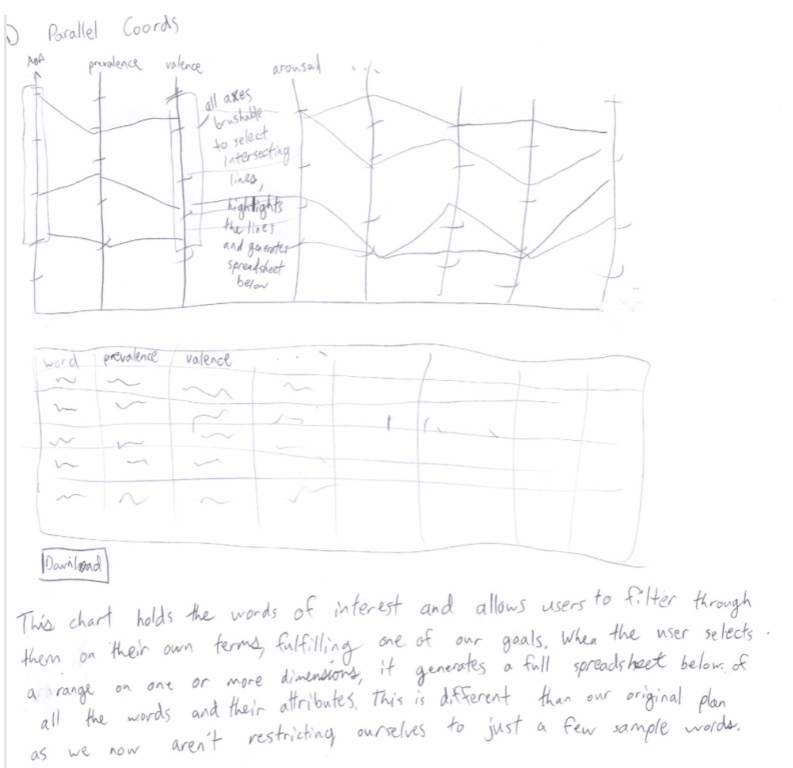 1) Parallel Coords
AoA prevalence valence arousal ...
all axes
brushable
to select
intersecting
lines,
highlights
the lines
and generates
spreadsheet
below
word prevalence valence ...
Download
This chart holds the words of interest and allows users to filter through
them on their own terms, fulfilling one of our goals. When the user selects
a range on one or more dimensions, it generates a full spreadsheet below of
all the words and their attributes. This is different than our original plan
as we now aren't restricting ourselves to just a few sample words.